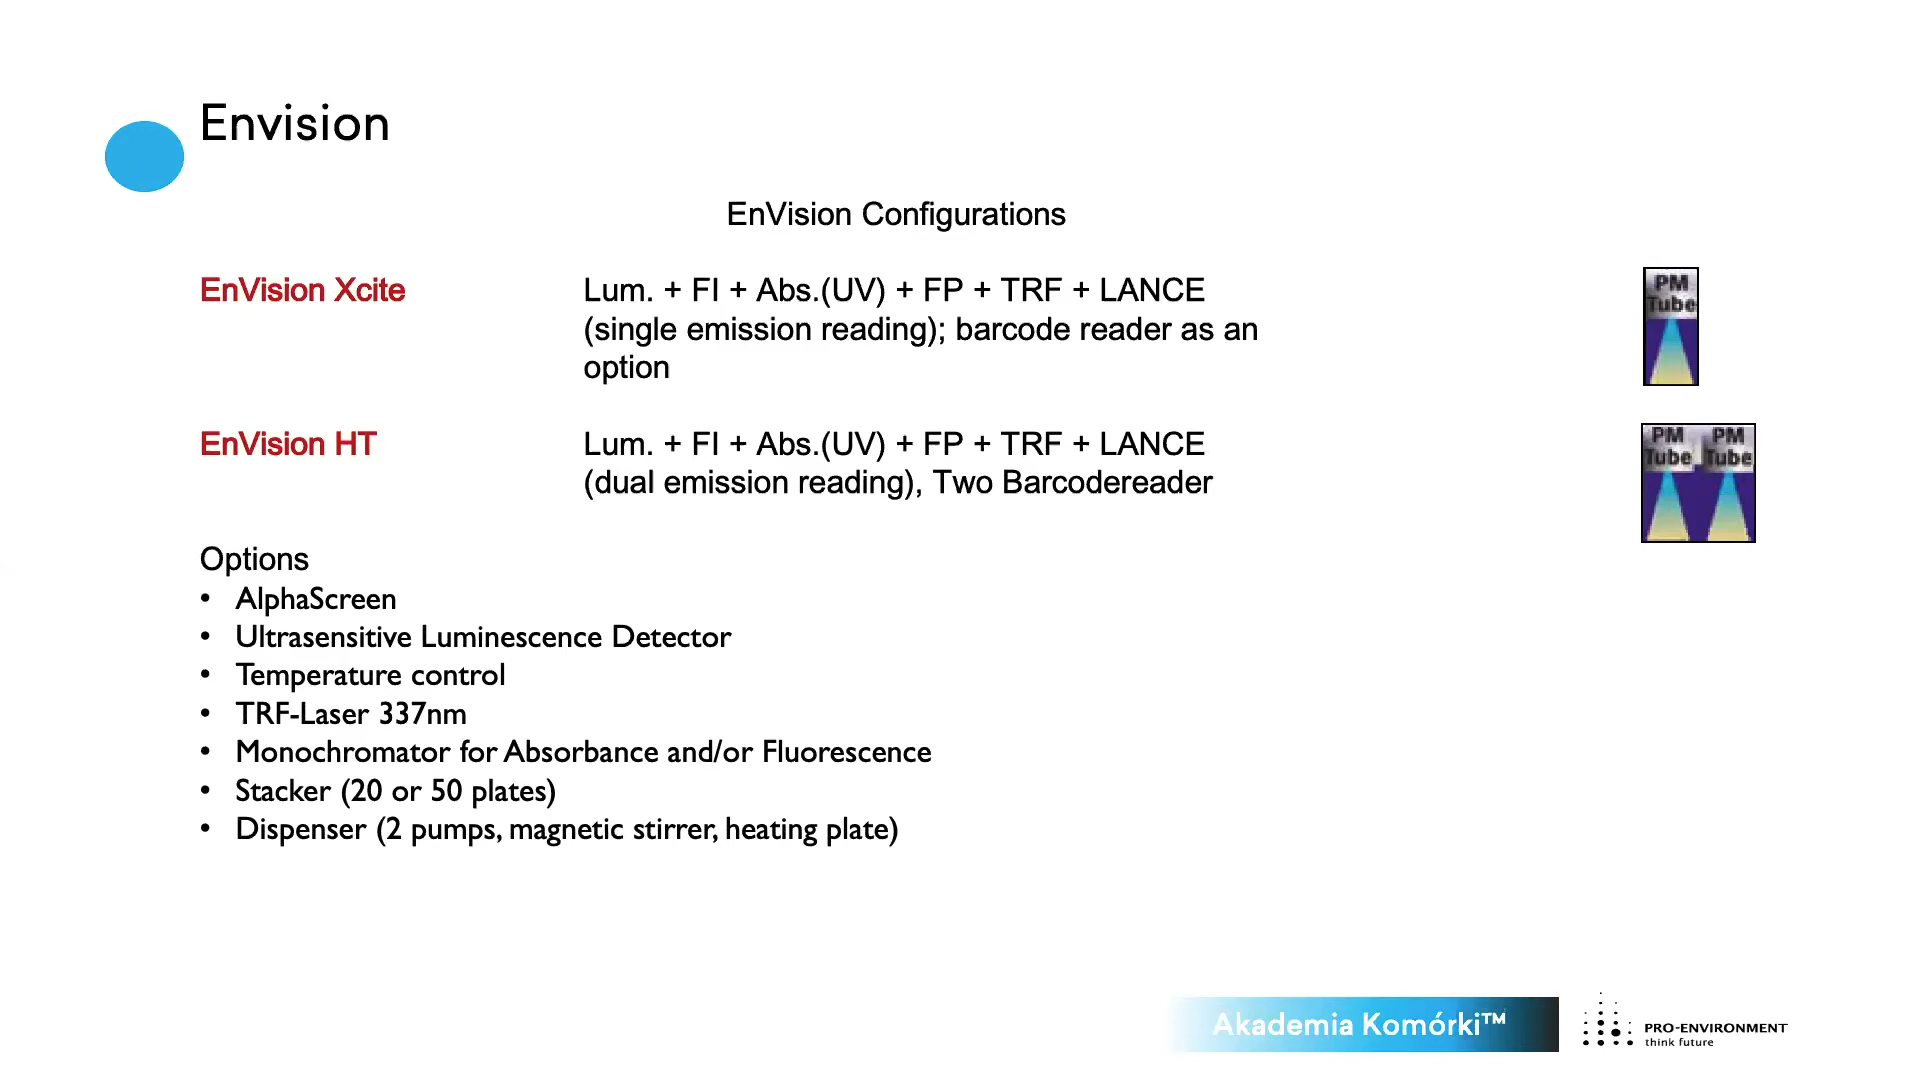 Envision
EnVision Configurations
EnVision Xcite
Lum. + FI + Abs.(UV) + FP + TRF + LANCE
(single emission reading); barcode reader as an
option
PM
Tube
EnVision HT
Lum. + FI + Abs.(UV) + FP + TRF + LANCE
(dual emission reading), Two Barcodereader
PM PM
Tube Tube
Options
• AlphaScreen
• Ultrasensitive Luminescence Detector
• Temperature control
• TRF-Laser 337nm
• Monochromator for Absorbance and/or Fluorescence
• Stacker (20 or 50 plates)
• Dispenser (2 pumps, magnetic stirrer, heating plate)
Akademia Komórki™
PRO-ENVIRONMENT
think future